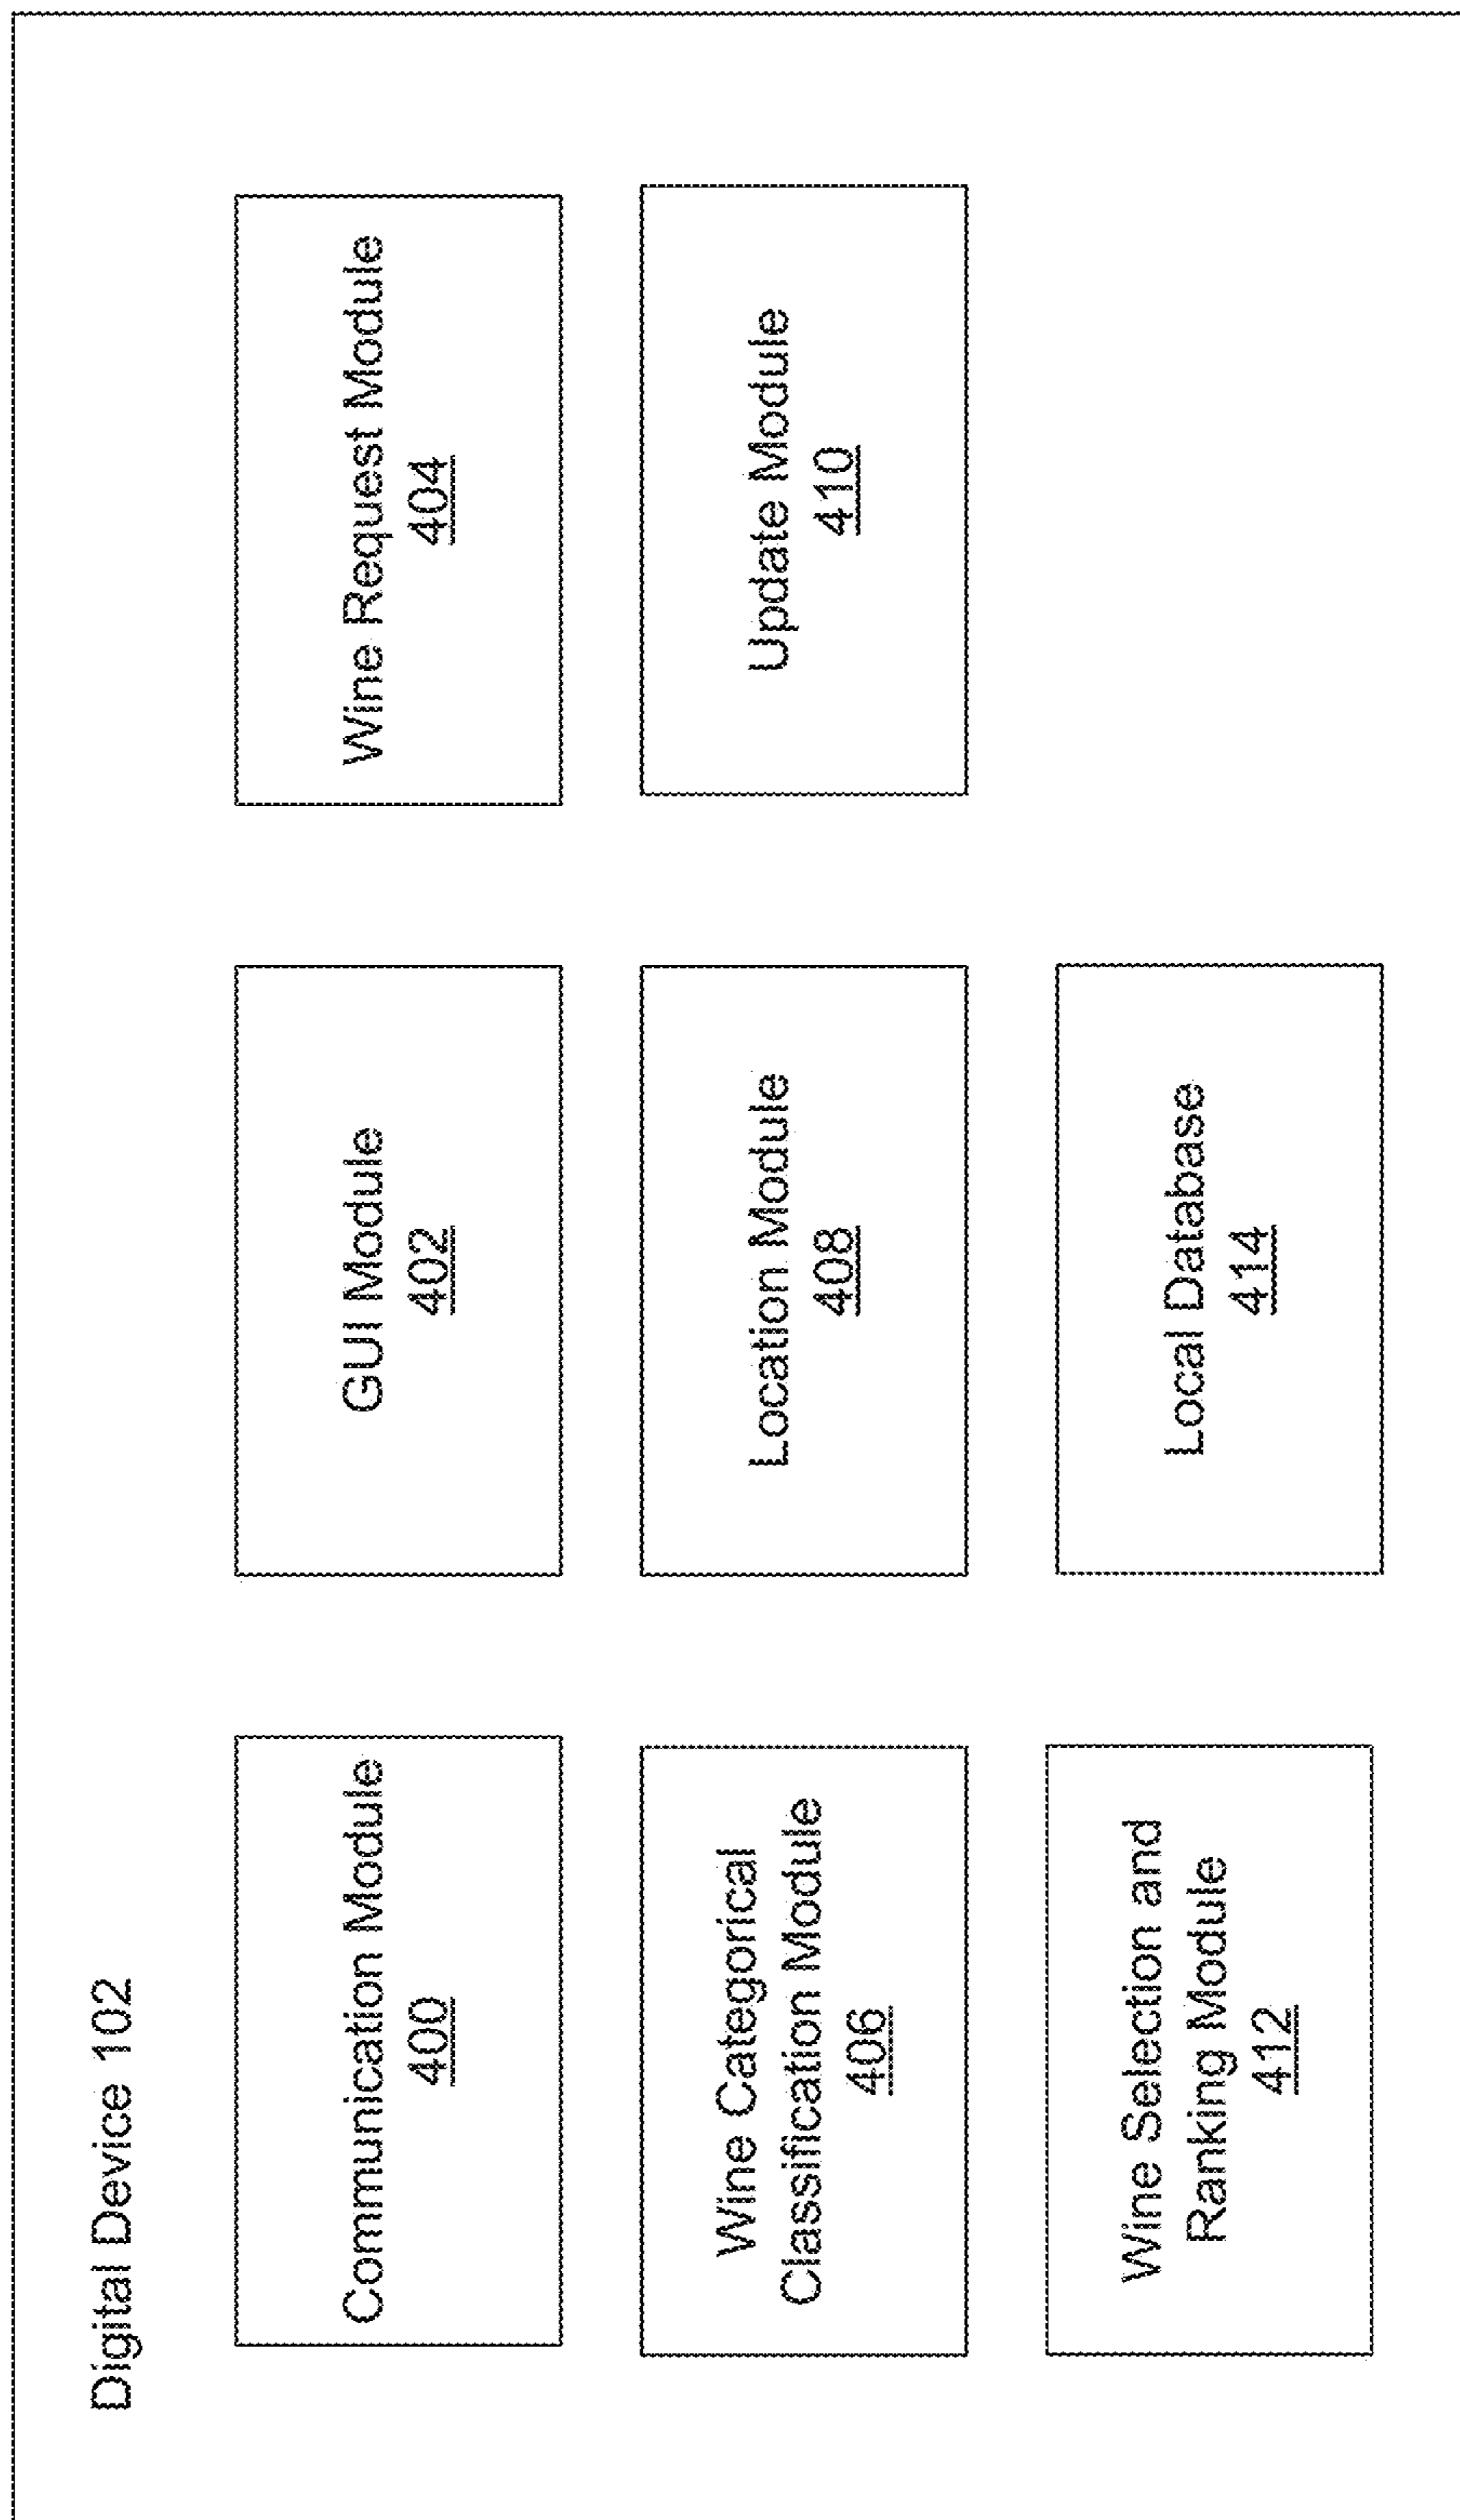 Digital Device 102
Communication Module
400
GUI Module
402
Wine Request Module
404
Wine Categorical
Classification Module
406
Location Module
408
Update Module
410
Wine Selection and
Ranking Module
412
Local Database
414